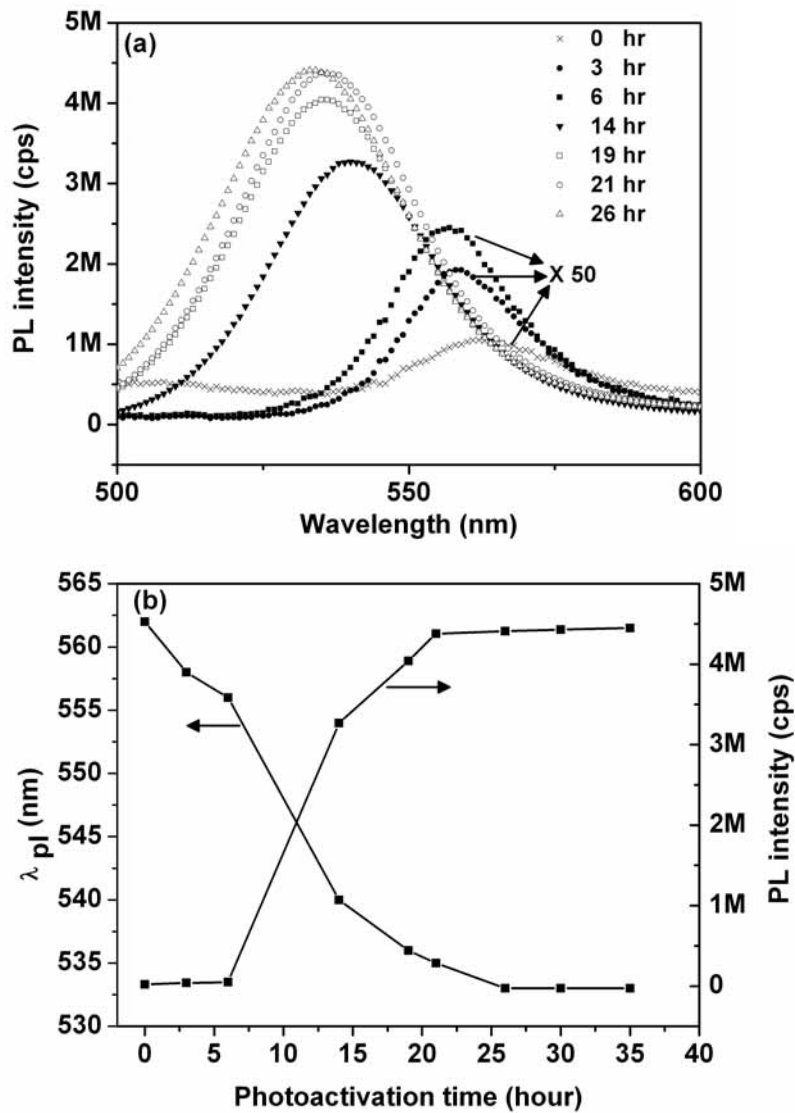 (a)
0 hr
3 hr
6 hr
14 hr
19 hr
21 hr
26 hr
X 50
5M
4M
3M
2M
1M
0
PL intensity (cps)
500
550
600
Wavelength (nm)
(b)
565
560
555
550
545
540
535
530
λ pl (nm)
5M
4M
3M
2M
1M
0
PL intensity (cps)
0
5
10
15
20
25
30
35
40
Photoactivation time (hour)